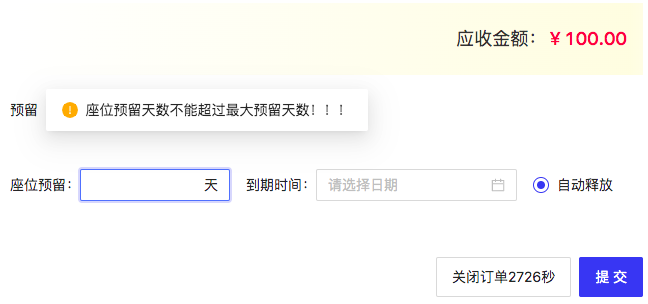 应收金额：￥100.00
预留 座位预留天数不能超过最大预留天数！！！
座位预留： 天 到期时间： 请选择日期 自动释放
关闭订单2726秒 提 交